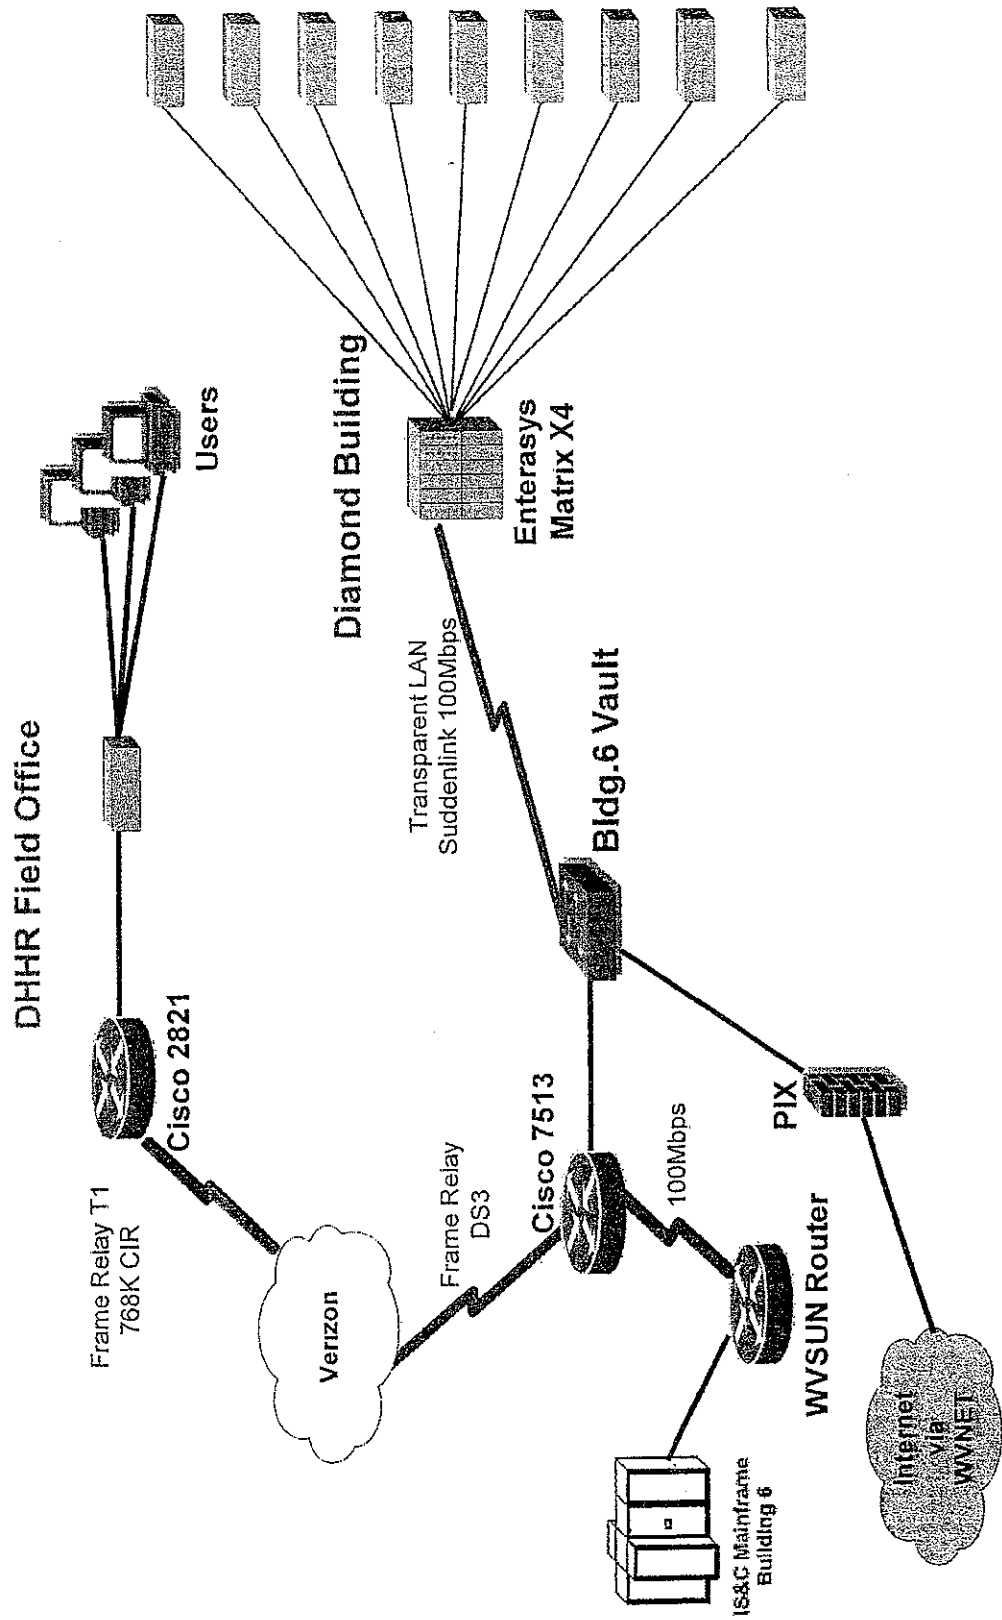 DHHR Field Office
Users
Cisco 2821
Frame Relay T1
768K CIR
Verizon
Diamond Building
Enterasys
Matrix X4
Transparent LAN
Suddenlink 100Mbps
Bldg.6 Vault
Frame Relay
DS3
Cisco 7513
100Mbps
PIX
WVSUN Router
IS&C Mainframe
Building 6
Internet
via
WVNET